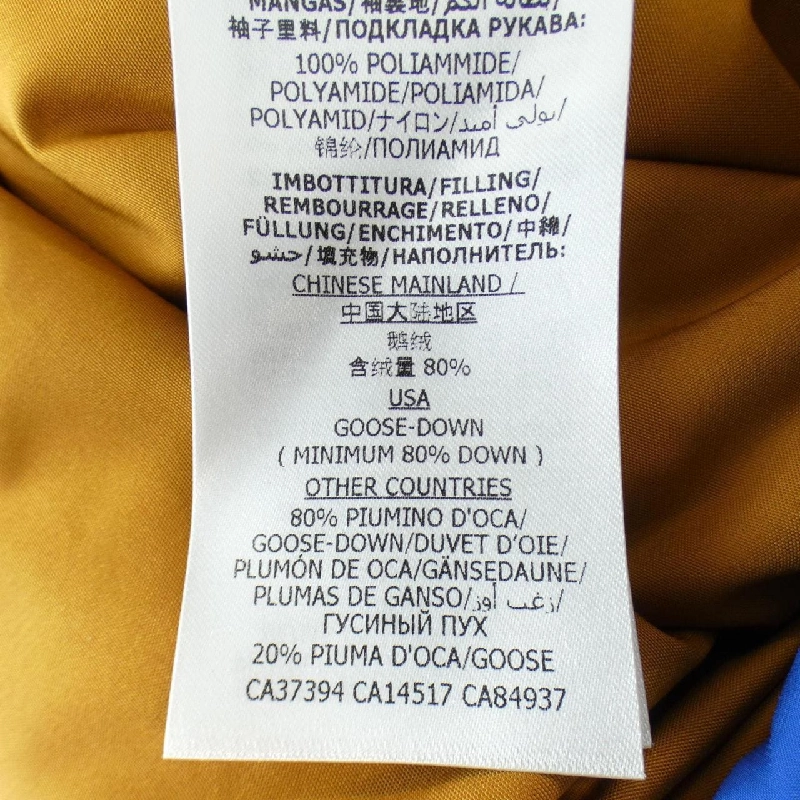 MANGAS/袖裏地/بطانة الكم/
袖子里料/ПОДКЛАДКА РУКАВА:
100% POLIAMMIDE/
POLYAMIDE/POLIAMIDA/
POLYAMID/ナイロン/بولي أميد/
锦纶/ПОЛИАМИД
IMBOTTITURA/FILLING/
REMBOURRAGE/RELLENO/
FÜLLUNG/ENCHIMENTO/中綿/
حشو/填充物/НАПОЛНИТЕЛЬ:
CHINESE MAINLAND /
中国大陆地区
鹅绒
含绒量 80%
USA
GOOSE-DOWN
( MINIMUM 80% DOWN )
OTHER COUNTRIES
80% PIUMINO D'OCA/
GOOSE-DOWN/DUVET D'OIE/
PLUMÓN DE OCA/GÄNSEDAUNE/
PLUMAS DE GANSO/زغب أوز/
ГУСИНЫЙ ПУХ
20% PIUMA D'OCA/GOOSE
CA37394 CA14517 CA84937